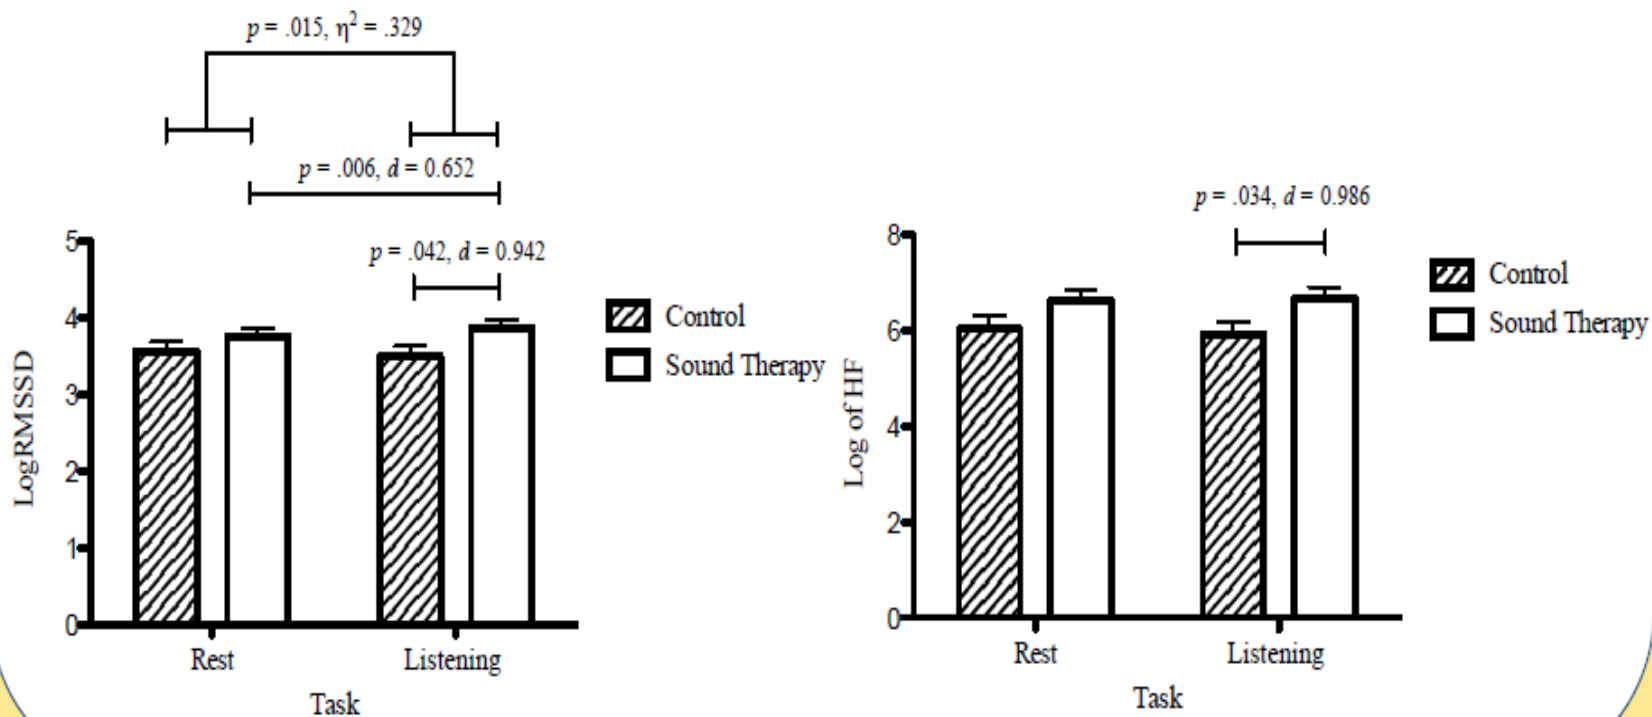 p = .015, η² = .329
p = .006, d = 0.652
p = .042, d = 0.942
5
4
3
2
1
0
LogRMSSD
Rest
Listening
Task
Control
Sound Therapy
p = .034, d = 0.986
8
6
4
2
0
Log of HF
Rest
Listening
Task
Control
Sound Therapy